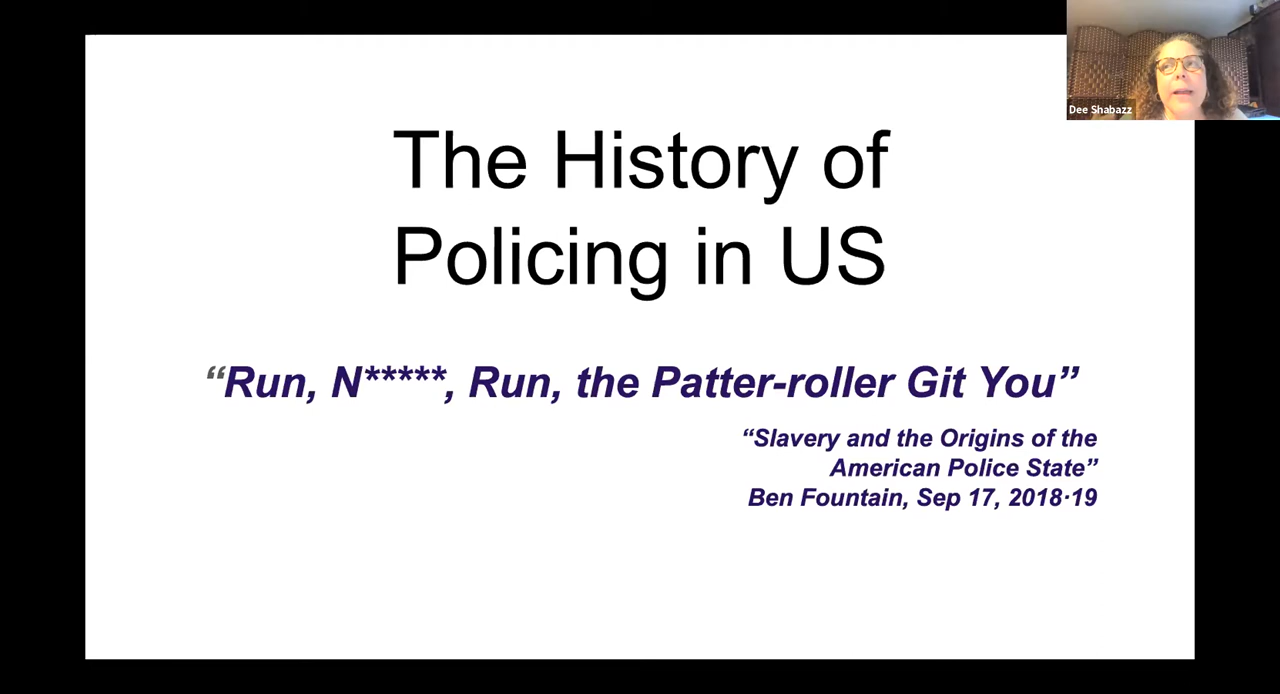 Dee Shabazz
The History of
Policing in US
“Run, N*****, Run, the Patter-roller Git You”
“Slavery and the Origins of the
American Police State”
Ben Fountain, Sep 17, 2018·19